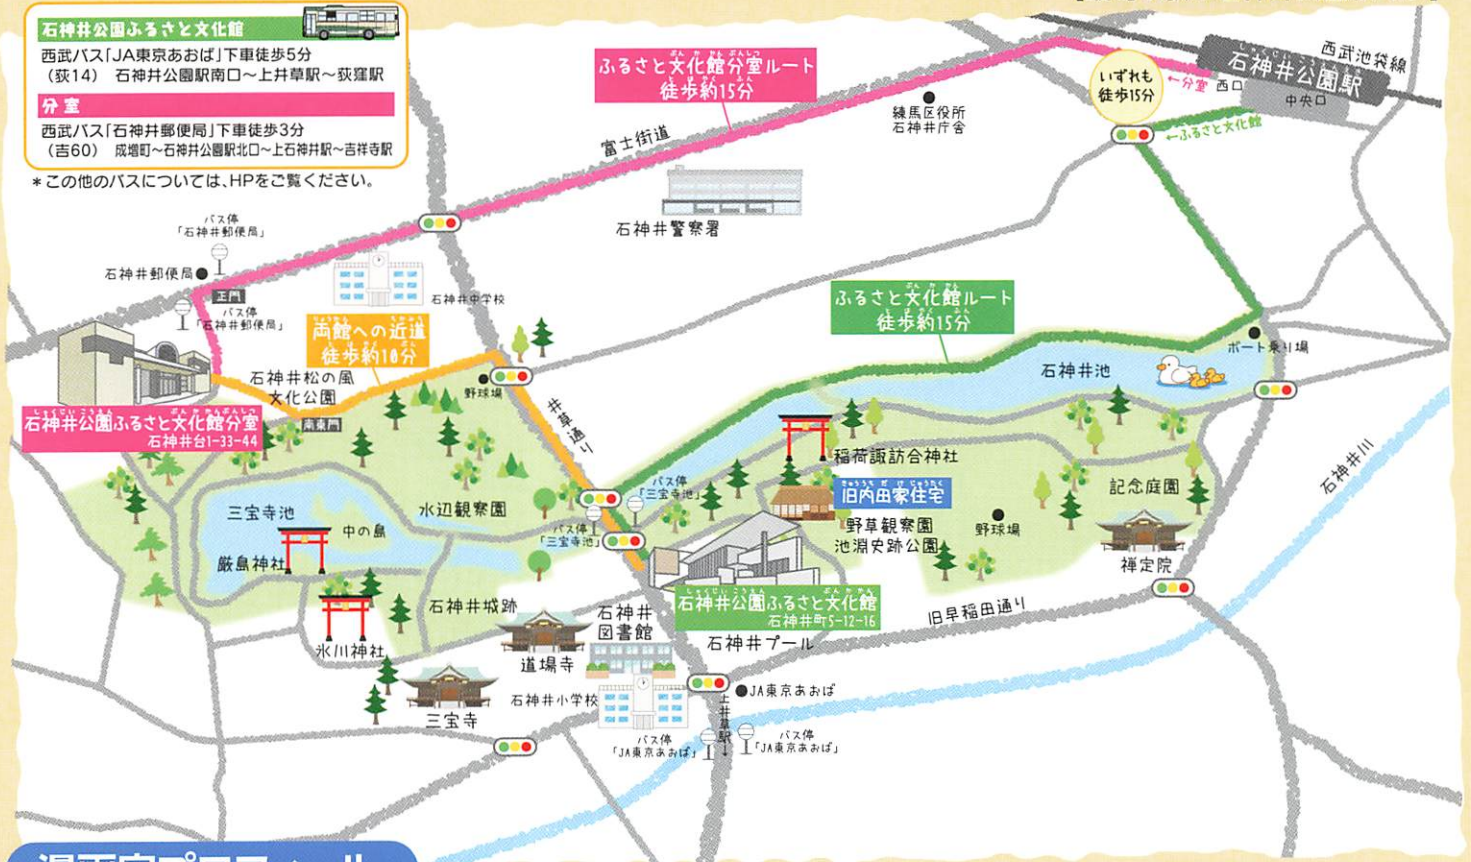 石神井公園ふるさと文化館
西武バス「JA東京あおば」下車徒歩5分
（荻14） 石神井公園駅南口～上井草駅～荻窪駅
分室
西武バス「石神井郵便局」下車徒歩3分
（吉60） 成増町～石神井公園駅北口～上石神井駅～吉祥寺駅
＊この他のバスについては、HPをご覧ください。
ふるさと文化館分室ルート
徒歩約15分
いずれも
徒歩15分
西武池袋線
石神井公園駅
←分室
西口
中央口
←ふるさと文化館
練馬区役所
石神井庁舎
富士街道
石神井警察署
バス停
「石神井郵便局」
石神井郵便局
正門
バス停
「石神井郵便局」
石神井中学校
両館への近道
徒歩約10分
ふるさと文化館ルート
徒歩約15分
ボート乗り場
石神井池
石神井松の風
文化公園
南東門
野球場
井草通り
石神井公園ふるさと文化館分室
石神井台1-33-44
稲荷諏訪合神社
旧内田家住宅
野草観察園
池淵史跡公園
野球場
記念庭園
禅定院
石神井川
バス停
「三宝寺池」
バス停
「三宝寺池」
三宝寺池
中の島
水辺観察園
厳島神社
氷川神社
石神井城跡
道場寺
三宝寺
石神井
図書館
石神井公園ふるさと文化館
石神井町5-12-16
石神井プール
旧早稲田通り
石神井小学校
JA東京あおば
上井草駅→
バス停
「JA東京あおば」
バス停
「JA東京あおば」